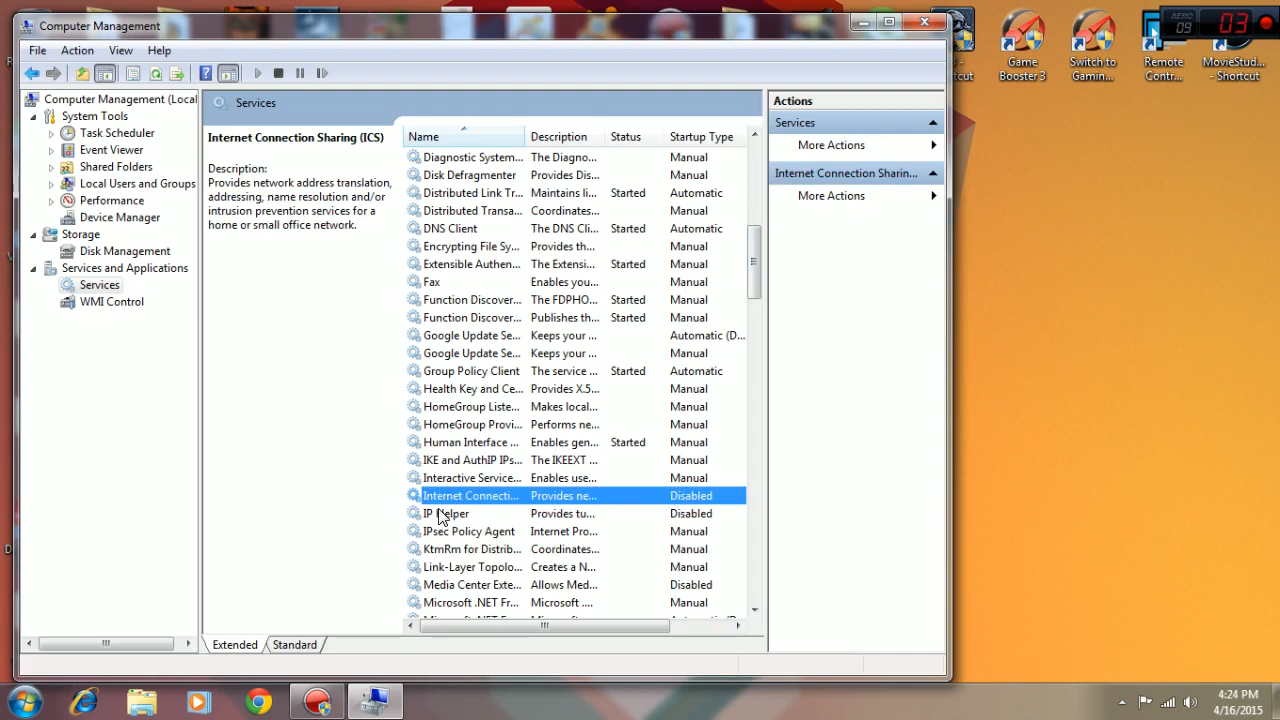 Computer Management
File Action View Help
Computer Management (Local
System Tools
Task Scheduler
Event Viewer
Shared Folders
Local Users and Groups
Performance
Device Manager
Storage
Disk Management
Services and Applications
Services
WMI Control
Services
Internet Connection Sharing (ICS)
Description:
Provides network address translation,
addressing, name resolution and/or
intrusion prevention services for a
home or small office network.
Name Description Status Startup Type
Diagnostic System... The Diagno... Manual
Disk Defragmenter Provides Dis... Manual
Distributed Link Tr... Maintains li... Started Automatic
Distributed Transa... Coordinates... Manual
DNS Client The DNS Cli... Started Automatic
Encrypting File Sy... Provides th... Manual
Extensible Authen... The Extensi... Started Manual
Fax Enables you... Manual
Function Discover... The FDPHO... Started Manual
Function Discover... Publishes th... Started Manual
Google Update Se... Keeps your ... Automatic (D...
Google Update Se... Keeps your ... Manual
Group Policy Client The service ... Started Automatic
Health Key and Ce... Provides X.5... Manual
HomeGroup Liste... Makes local... Manual
HomeGroup Provi... Performs ne... Manual
Human Interface ... Enables gen... Started Manual
IKE and AuthIP IPs... The IKEEXT ... Manual
Interactive Service... Enables use... Manual
Internet Connecti... Provides ne... Disabled
IP Helper Provides tu... Disabled
IPsec Policy Agent Internet Pro... Manual
KtmRm for Distrib... Coordinates... Manual
Link-Layer Topolo... Creates a N... Manual
Media Center Exte... Allows Med... Disabled
Microsoft .NET Fr... Microsoft .... Manual
Extended Standard
Actions
Services
More Actions
Internet Connection Sharin...
More Actions
Game
Booster 3
Switch to
Gamin...
Remote
Contr...
MovieStud...
- Shortcut
AERO
09
03
4:24 PM
4/16/2015